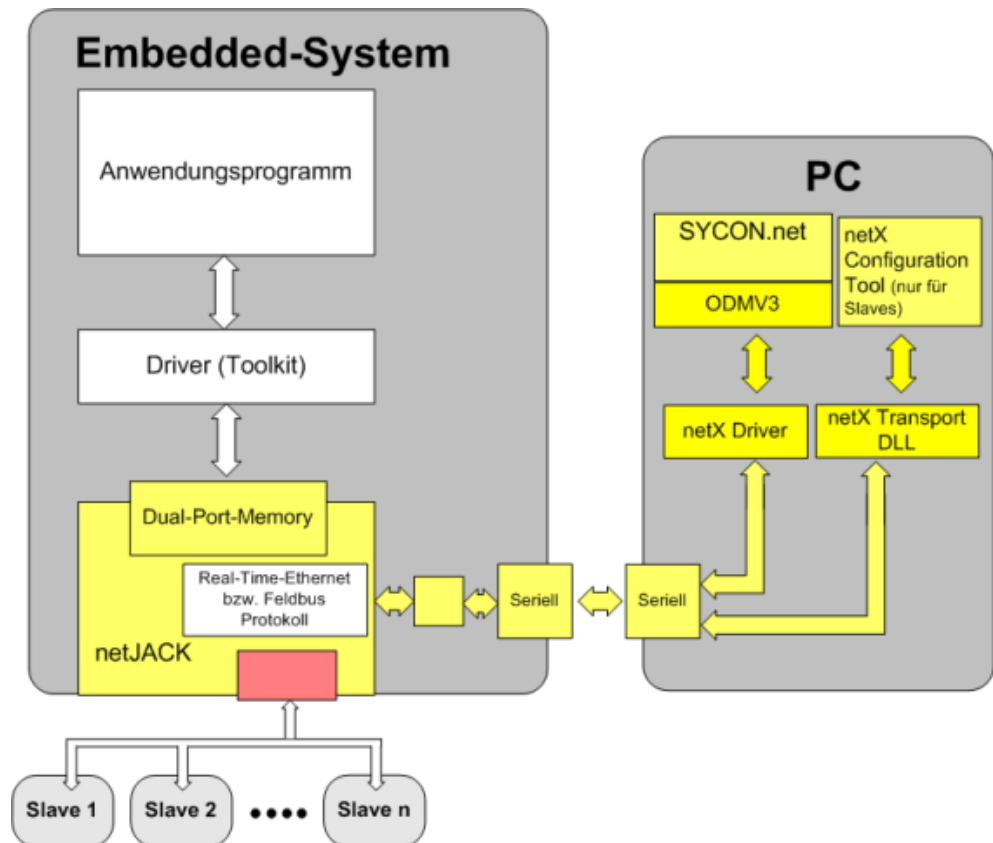 Embedded-System
Anwendungsprogramm
Driver (Toolkit)
Dual-Port-Memory
Real-Time-Ethernet
bzw. Feldbus
Protokoll
netJACK
Seriell
Slave 1
Slave 2
Slave n
PC
SYCON.net
ODMV3
netX
Configuration
Tool (nur für
Slaves)
netX Driver
netX Transport
DLL
Seriell